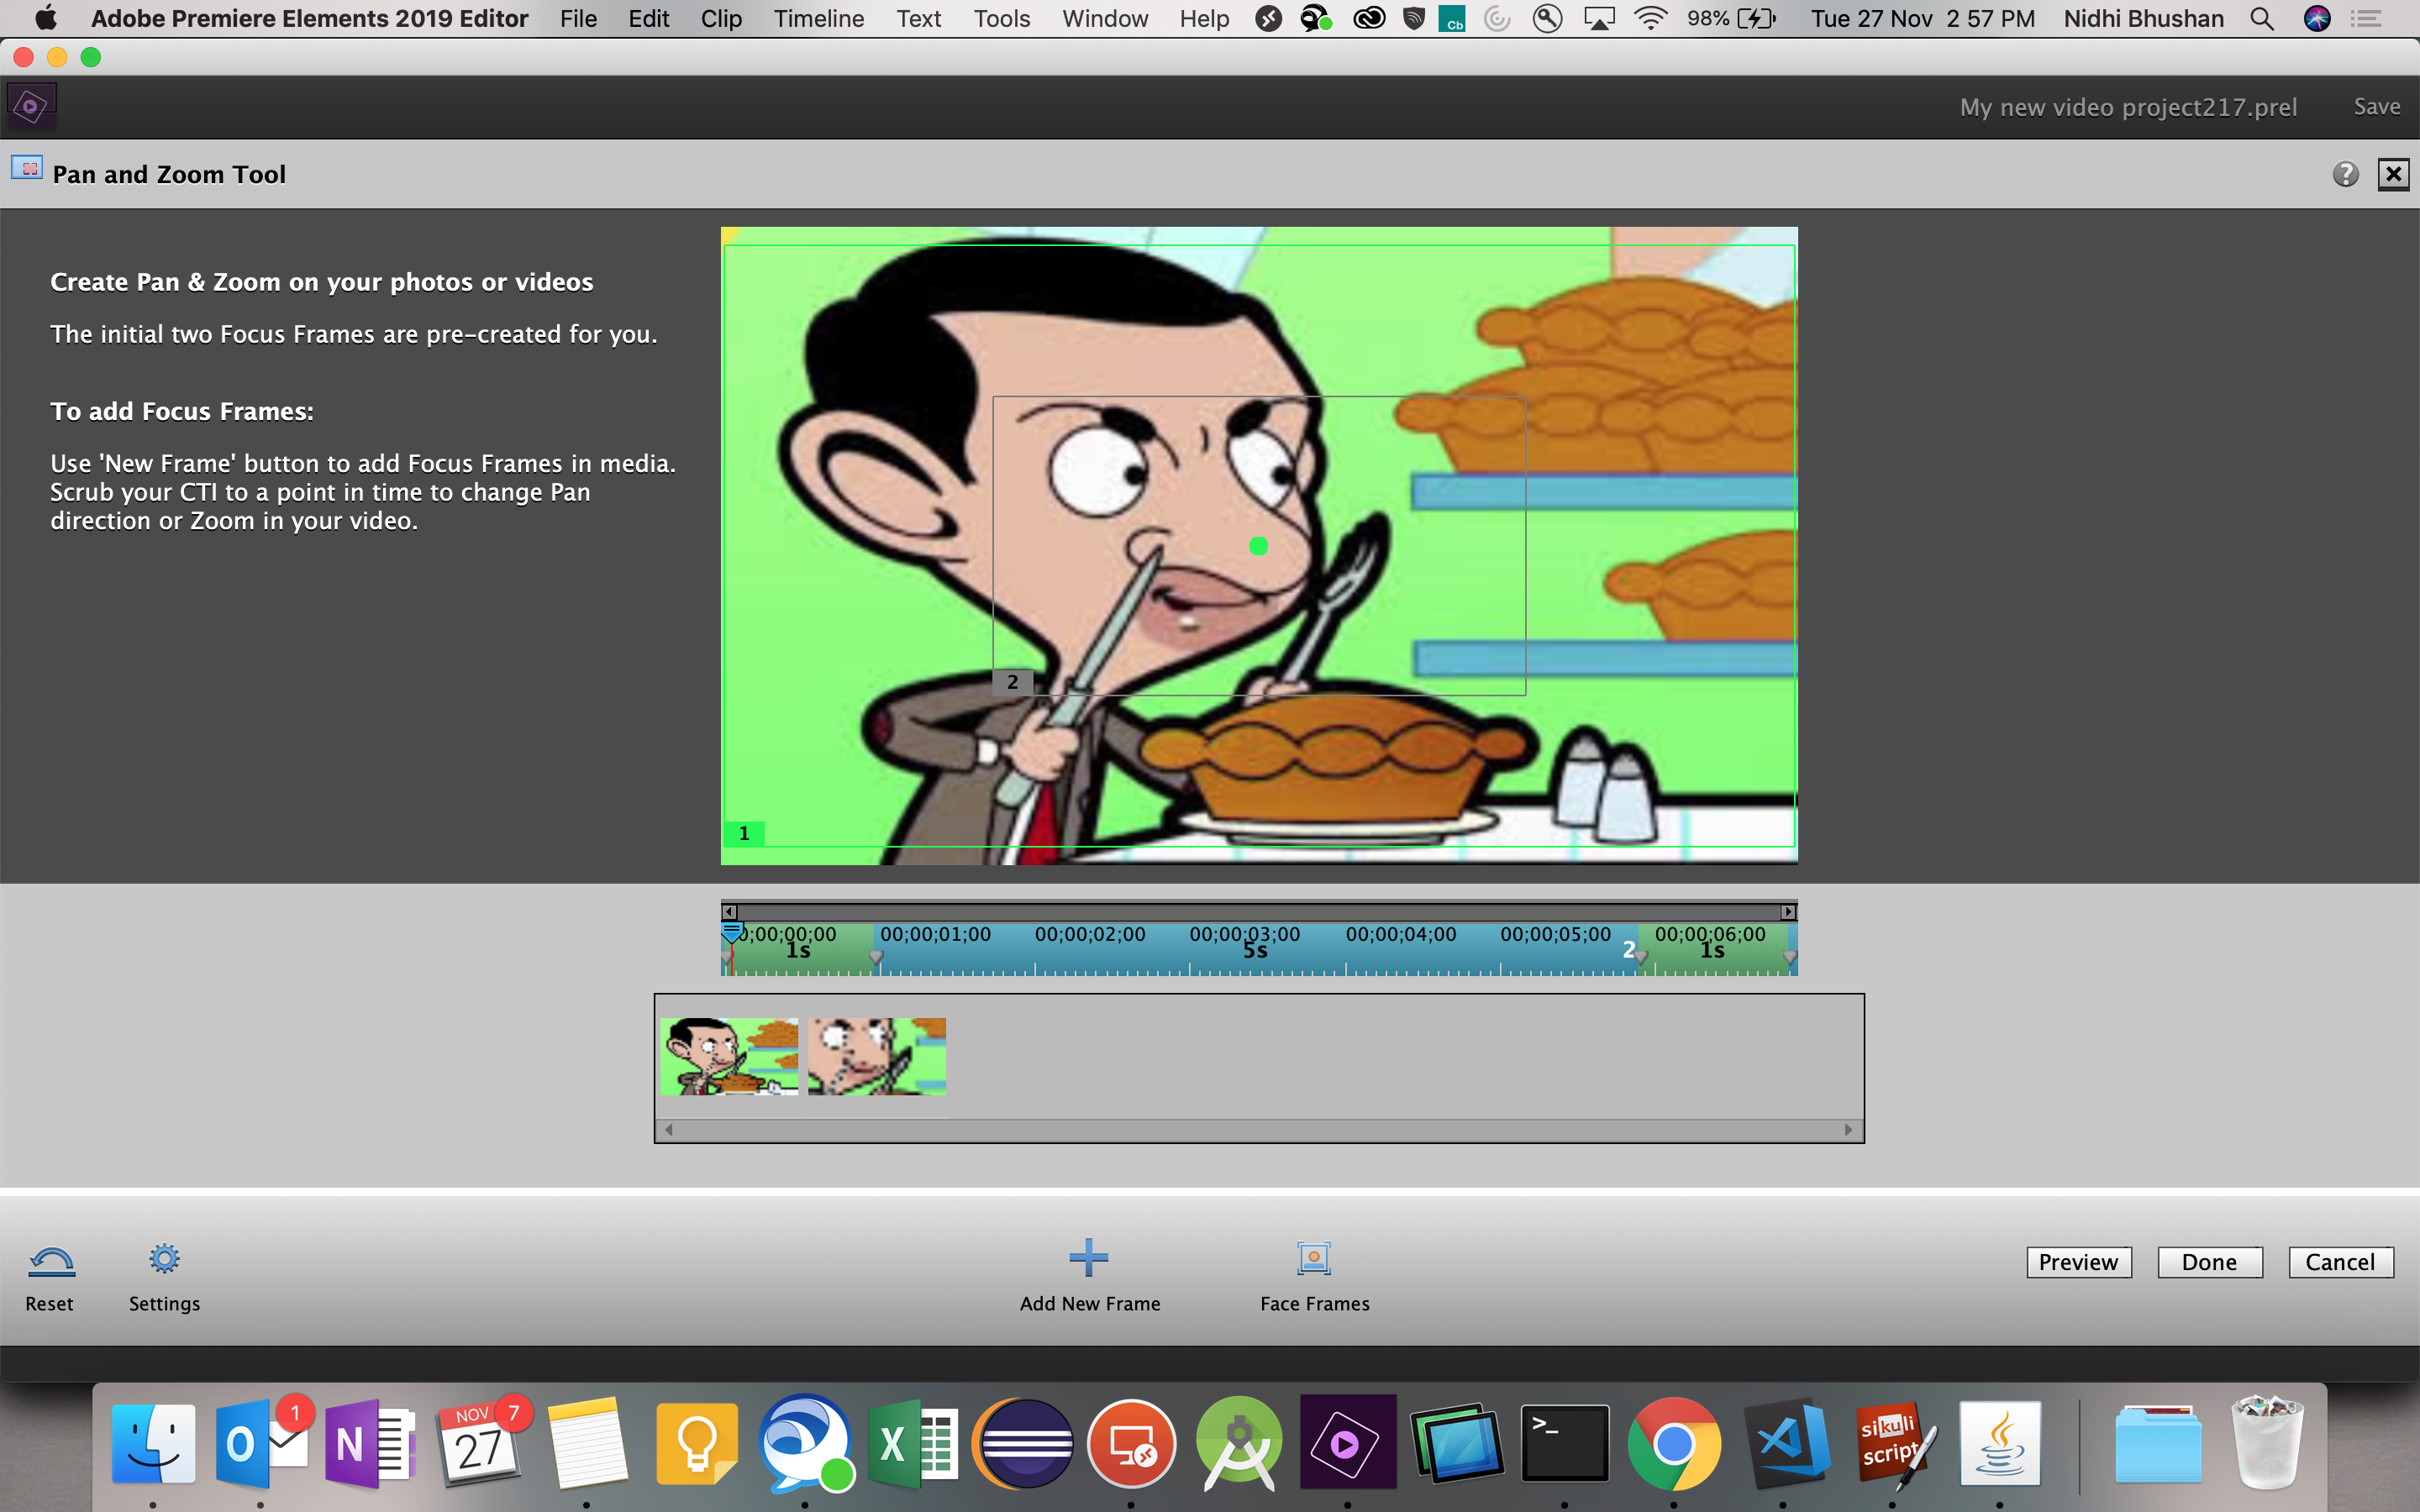 Adobe Premiere Elements 2019 Editor File Edit Clip Timeline Text Tools Window Help Cb 98% Tue 27 Nov 2 57 PM Nidhi Bhushan
My new video project217.prel Save
Pan and Zoom Tool ?
Create Pan & Zoom on your photos or videos
The initial two Focus Frames are pre-created for you.
To add Focus Frames:
Use 'New Frame' button to add Focus Frames in media.
Scrub your CTI to a point in time to change Pan
direction or Zoom in your video.
2
1
0;00;00;00 00;00;01;00 00;00;02;00 00;00;03;00 00;00;04;00 00;00;05;00 00;00;06;00
1s 5s 2 1s
Reset Settings Add New Frame Face Frames Preview Done Cancel
1 NOV 7
27
O N X >_ sikuli
script